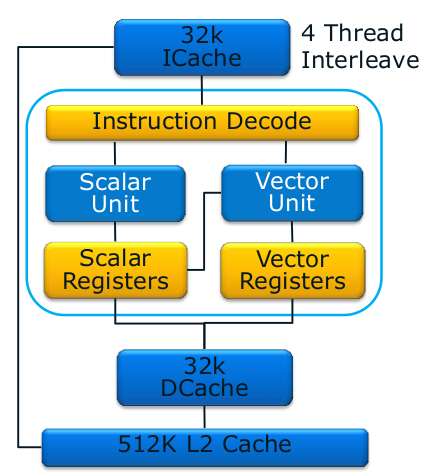 32k
ICache
4 Thread
Interleave
Instruction Decode
Scalar
Unit
Vector
Unit
Scalar
Registers
Vector
Registers
32k
DCache
512K L2 Cache